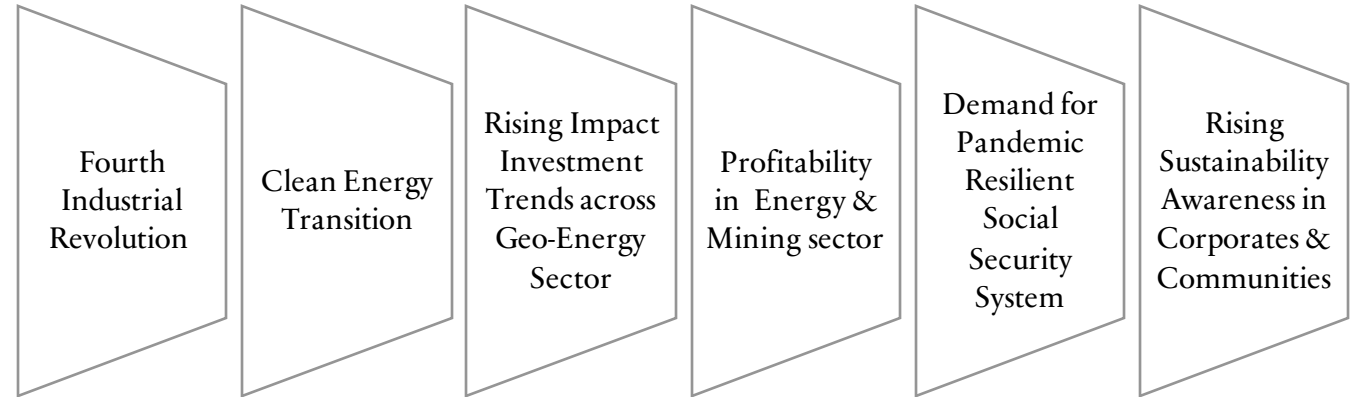 Fourth
Industrial
Revolution
Clean Energy
Transition
Rising Impact
Investment
Trends across
Geo-Energy
Sector
Profitability
in  Energy &
Mining sector
Demand for
Pandemic
Resilient
Social
Security
System
Rising
Sustainability
Awareness in
Corporates &
Communities